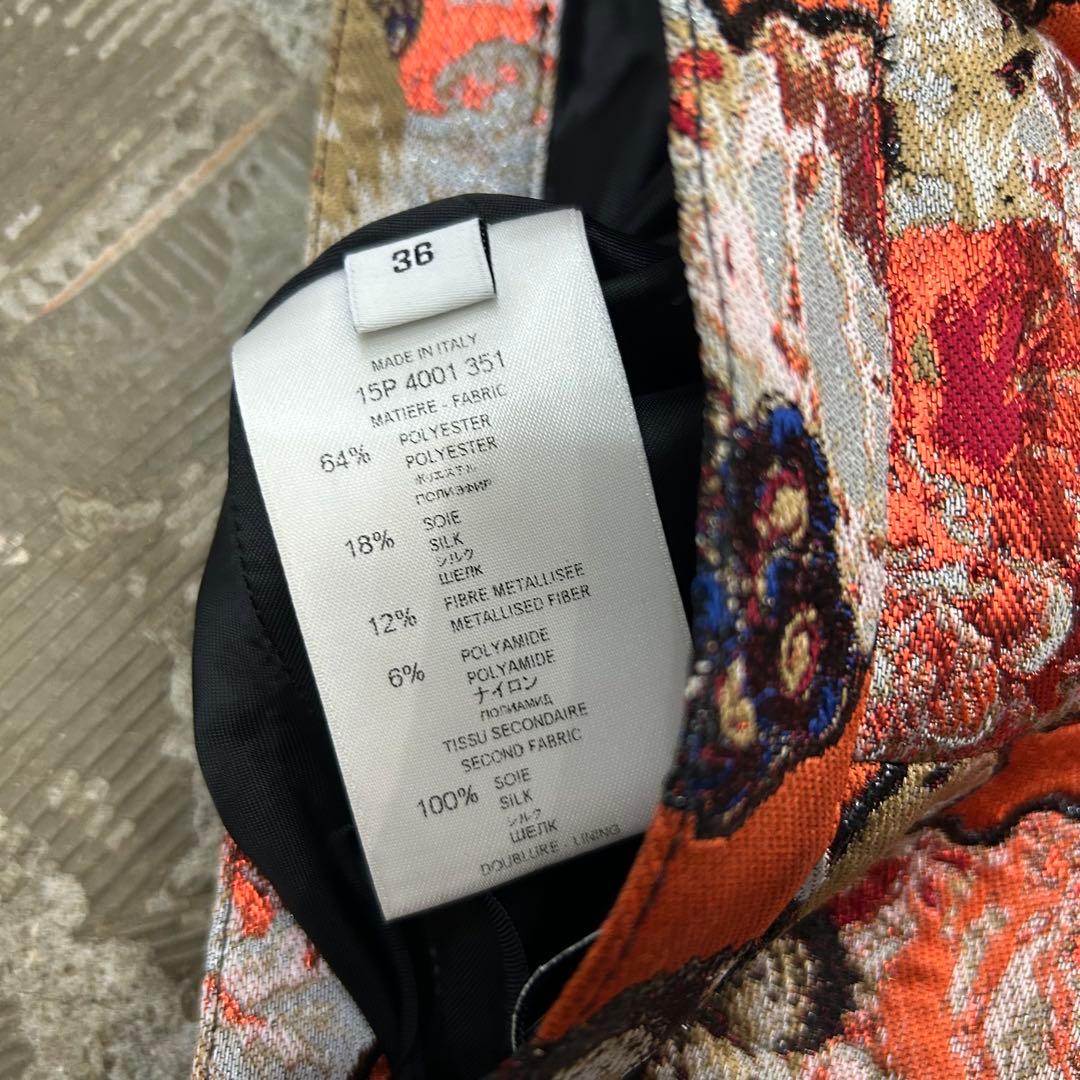 36
MADE IN ITALY
15P 4001 351
MATIERE - FABRIC
64% POLYESTER
POLYESTER
ポリエステル
ПОЛИЭФИР
18% SOIE
SILK
シルク
ШЕЛК
12% FIBRE METALLISEE
METALLISED FIBER
6% POLYAMIDE
POLYAMIDE
ナイロン
ПОЛИАМИД
TISSU SECONDAIRE
SECOND FABRIC
100% SOIE
SILK
シルク
ШЕЛК
DOUBLURE - LINING